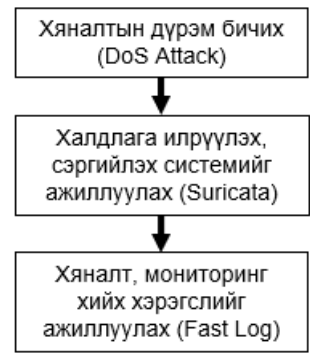 Хяналтын дүрэм бичих
(DoS Attack)
Халдлага илрүүлэх,
сэргийлэх системийг
ажиллуулах (Suricata)
Хяналт, мониторинг
хийх хэрэгслийг
ажиллуулах (Fast Log)